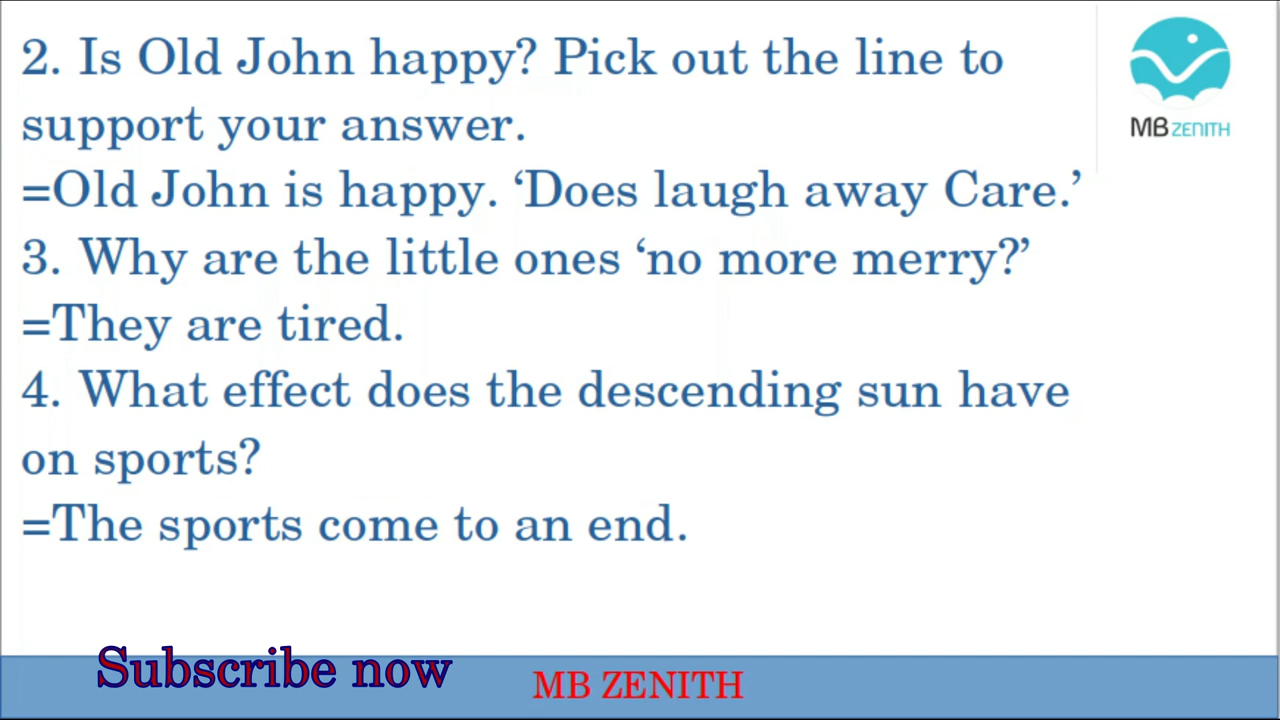 2. Is Old John happy? Pick out the line to
support your answer.
=Old John is happy. ‘Does laugh away Care.’
3. Why are the little ones ‘no more merry?’
=They are tired.
4. What effect does the descending sun have
on sports?
=The sports come to an end.
MB ZENITH
Subscribe now
MB ZENITH